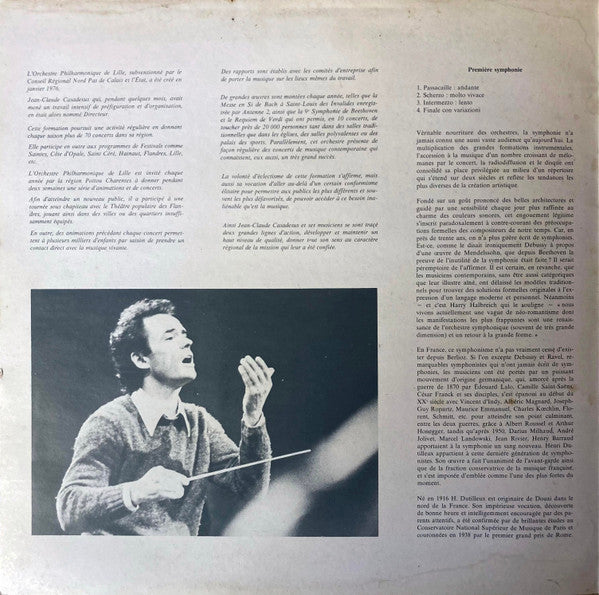 L'Orchestre Philharmonique de Lille, subventionné par le
Conseil Régional Nord Pas de Calais et l'État, a été créé en
janvier 1976.
Jean-Claude Casadesus qui, pendant quelques mois, avait
mené un travail intensif de préfiguration et d'organisation,
en était alors nommé Directeur.
Cette formation poursuit une activité régulière en donnant
chaque saison plus de 70 concerts dans sa région.
Elle participe en outre aux programmes de Festivals comme
Saintes, Côte d'Opale, Saint Céré, Hainaut, Flandres, Lille,
etc.
L'Orchestre Philharmonique de Lille est invité chaque
année par la région Poitou Charentes à donner pendant
deux semaines une série d'animations et de concerts.
Afin d'atteindre un nouveau public, il a participé à une
tournée sous chapiteau avec le Théâtre populaire des Flan-
dres, jouant ainsi dans des villes ou des quartiers insuffi-
samment équipés.
En outre, des animations précédant chaque concert permet-
tent à plusieurs milliers d'enfants par saison de prendre un
contact direct avec la musique vivante.
Des rapports sont établis avec les comités d'entreprise afin
de porter la musique sur les lieux mêmes du travail.
De grandes œuvres sont montées chaque année, telles que la
Messe en Si de Bach à Saint-Louis des Invalides enregis-
trée par Antenne 2, ainsi que la 9e Symphonie de Beethoven
et le Requiem de Verdi qui ont permis, en 10 concerts, de
toucher près de 20 000 personnes tant dans des salles tradi-
tionnelles que dans les églises, des salles polyvalentes ou des
palais des sports. Parallèlement, cet orchestre présente de
façon régulière des concerts de musique contemporaine qui
connaissent, eux aussi, un très grand succès.
La volonté d'éclectisme de cette formation s'affirme, mais
aussi sa vocation d'aller au-delà d'un certain conformisme
élitaire pour permettre aux publics les plus différents et sou-
vent les plus défavorisés, de pouvoir accéder à ce besoin ina-
liénable qu'est la musique.
Ainsi Jean-Claude Casadesus et ses musiciens se sont tracé
deux grandes lignes d'action, développer et maintenir un
haut niveau de qualité, donner tout son sens au caractère
régional de la mission qui leur a été confiée.
Première symphonie
1. Passacaille : andante
2. Scherzo : molto vivace
3. Intermezzo : lento
4. Finale con variazioni
Véritable nourriture des orchestres, la symphonie n'a
jamais connu une aussi vaste audience qu'aujourd'hui. La
multiplication des grandes formations instrumentales,
l'accession à la musique d'un nombre croissant de mélo-
manes par le concert, la radiodiffusion et le disque ont
consolidé sa place privilégiée au milieu d'un répertoire
qui s'étend sur deux siècles et reflète les tendances les
plus diverses de la création artistique.
Fondé sur un goût prononcé des belles architectures et
guidé par une sensibilité chaque jour plus raffinée au
charme des couleurs sonores, cet engouement légitime
s'inscrit paradoxalement à contre-courant des préoccupa-
tions formelles des compositeurs de notre temps. Car, en
près de trente ans, on n'a plus guère écrit de symphonies.
Est-ce, comme le disait ironiquement Debussy à propos
d'une œuvre de Mendelssohn, que depuis Beethoven la
preuve de l'inutilité de la symphonie était faite ? Il serait
péremptoire de l'affirmer. Il est certain, en revanche, que
les musiciens contemporains, sans être aussi catégoriques
que leur illustre aîné, ont délaissé les modèles tradition-
nels pour trouver des solutions formelles originales à l'ex-
pression d'un langage moderne et personnel. Néanmoins
— et c'est Harry Halbreich qui le souligne — « nous
vivons actuellement une vague de néo-romantisme dont
les manifestations les plus frappantes sont une renais-
sance de l'orchestre symphonique (souvent de très grande
dimension) et un retour à la grande forme. »
En France, ce symphonisme n'a pas vraiment cessé d'exis-
ter depuis Berlioz. Si l'on excepte Debussy et Ravel, re-
marquables symphonistes qui n'ont jamais écrit de sym-
phonies, les musiciens ont été portés par un puissant
mouvement d'origine germanique, qui, amorcé après la
guerre de 1870 par Édouard Lalo, Camille Saint-Saëns,
César Franck et ses disciples, s'est épanoui au début du
XXe siècle avec Vincent d'Indy, Albéric Magnard, Joseph-
Guy Ropartz, Maurice Emmanuel, Charles Kœchlin, Flo-
rent, Schmitt, etc. pour atteindre son point culminant,
entre les deux guerres, grâce à Albert Roussel et Arthur
Honegger, tandis qu'après 1950, Darius Milhaud, André
Jolivet, Marcel Landowski, Jean Rivier, Henry Barraud
apportaient à la symphonie un sang nouveau. Henri Du-
tilleux appartient à cette dernière génération de sympho-
nistes. Son œuvre a fait l'unanimité de l'avant-garde ainsi
que de la fraction conservatrice de la musique française,
et s'est imposée d'emblée comme l'une des plus fortes du
moment.
Né en 1916 H. Dutilleux est originaire de Douai dans le
nord de la France. Son impérieuse vocation, découverte
de bonne heure et intelligemment encouragée par des pa-
rents attentifs, a été confirmée par de brillantes études au
Conservatoire National Supérieur de Musique de Paris et
couronnées en 1938 par le premier grand prix de Rome.